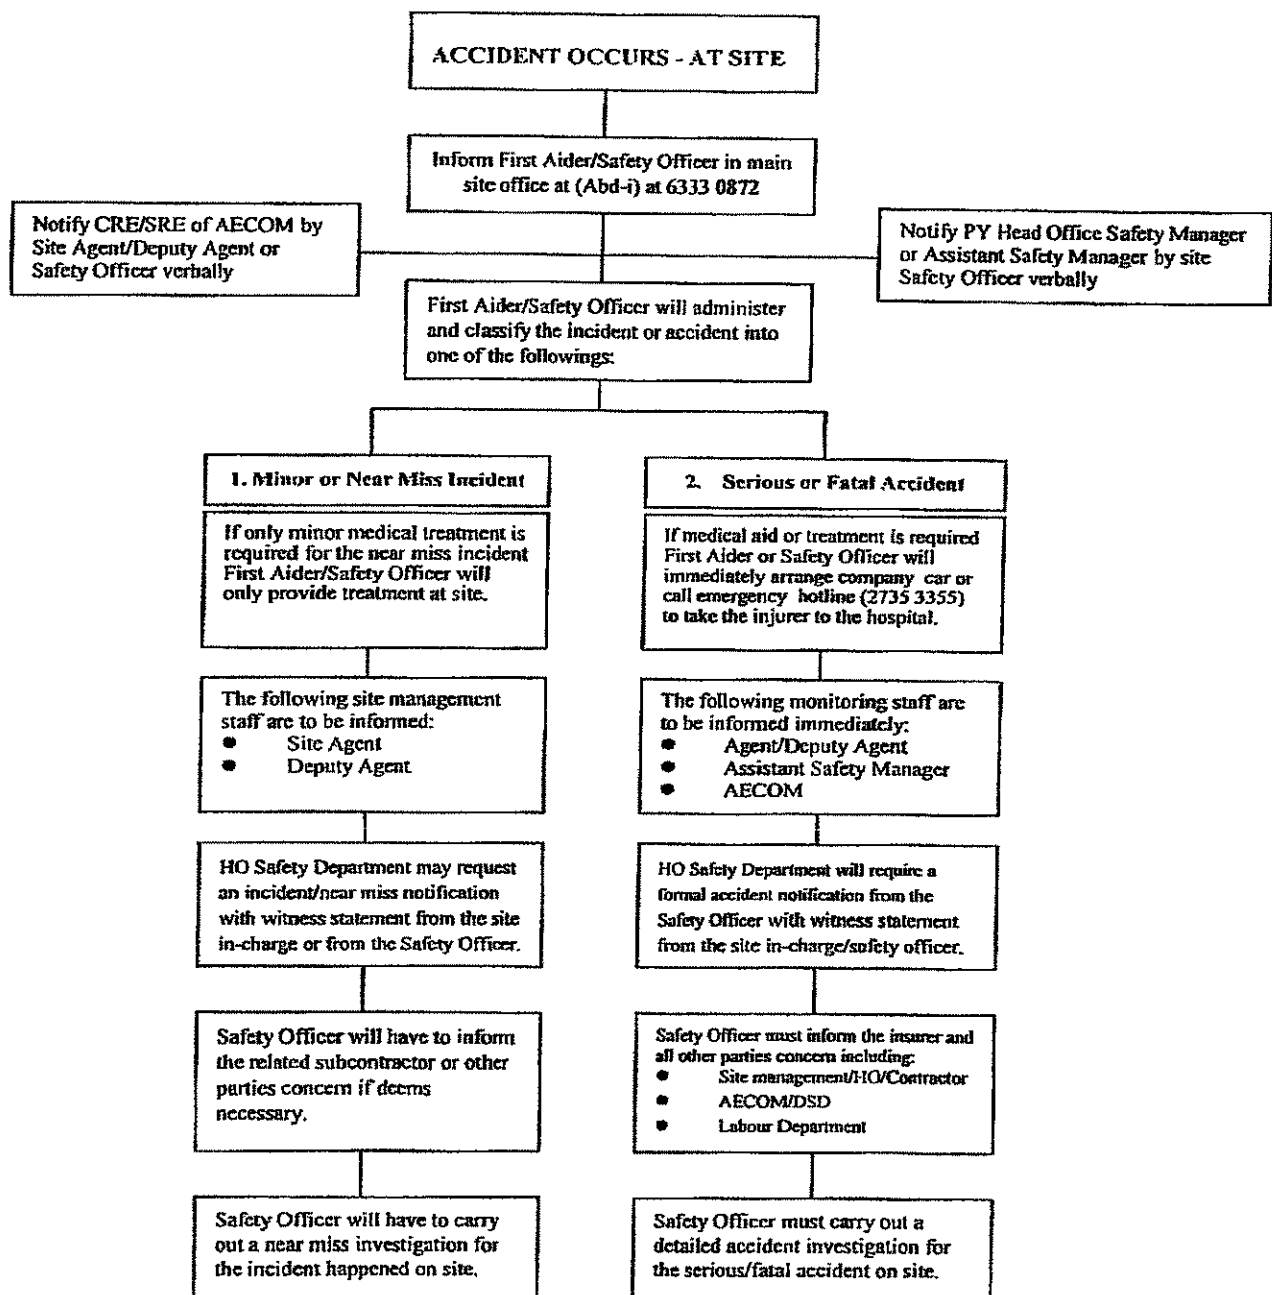 ACCIDENT OCCURS - AT SITE
Inform First Aider/Safety Officer in main
site office at (Abd-i) at 6333 0872
Notify CRE/SRE of AECOM by
Site Agent/Deputy Agent or
Safety Officer verbally
Notify PY Head Office Safety Manager
or Assistant Safety Manager by site
Safety Officer verbally
First Aider/Safety Officer will administer
and classify the incident or accident into
one of the followings:
1. Minor or Near Miss Incident
If only minor medical treatment is
required for the near miss incident
First Aider/Safety Officer will
only provide treatment at site.
The following site management
staff are to be informed:
● Site Agent
● Deputy Agent
HO Safety Department may request
an incident/near miss notification
with witness statement from the site
in-charge or from the Safety Officer.
Safety Officer will have to inform
the related subcontractor or other
parties concern if deems
necessary.
Safety Officer will have to carry
out a near miss investigation for
the incident happened on site.
2. Serious or Fatal Accident
If medical aid or treatment is required
First Aider or Safety Officer will
immediately arrange company car or
call emergency hotline (2735 3355)
to take the injurer to the hospital.
The following monitoring staff are
to be informed immediately:
● Agent/Deputy Agent
● Assistant Safety Manager
● AECOM
HO Safety Department will require a
formal accident notification from the
Safety Officer with witness statement
from the site in-charge/safety officer.
Safety Officer must inform the insurer and
all other parties concern including:
● Site management/HO/Contractor
● AECOM/DSD
● Labour Department
Safety Officer must carry out a
detailed accident investigation for
the serious/fatal accident on site.